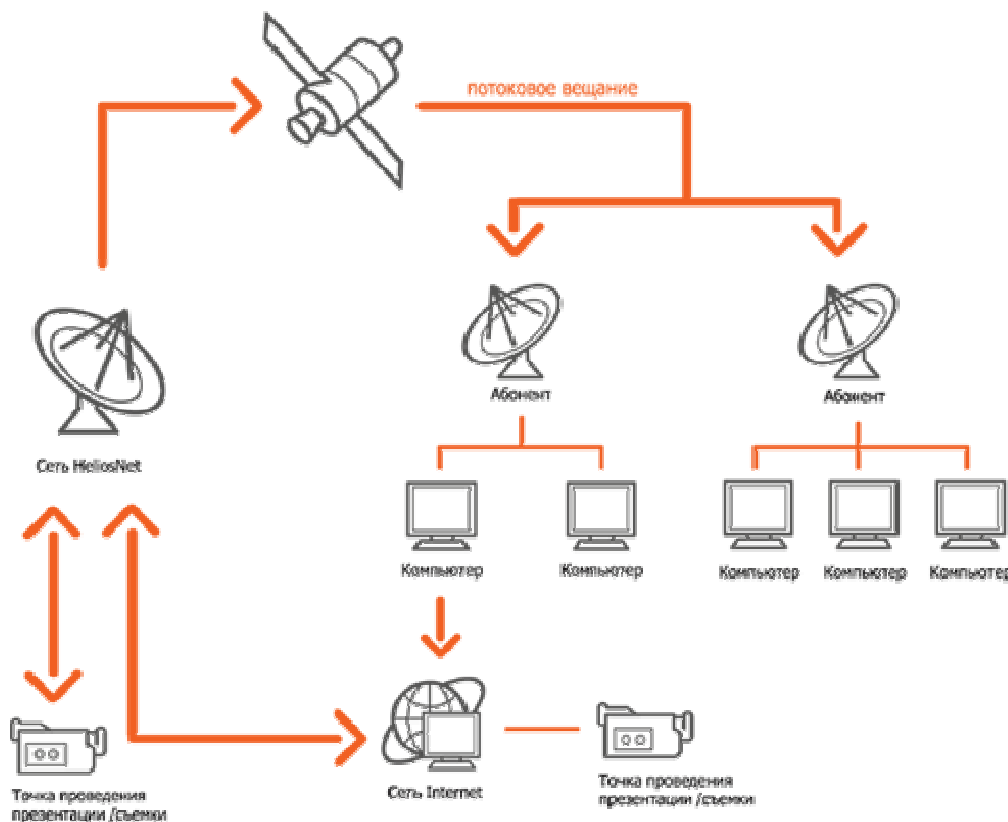 потоковое вещание
Абонент
Абонент
Сеть HeliosNet
Компьютер
Компьютер
Компьютер
Компьютер
Компьютер
Сеть Internet
Точка проведения
презентации /съемки
Точка проведения
презентации /съемки